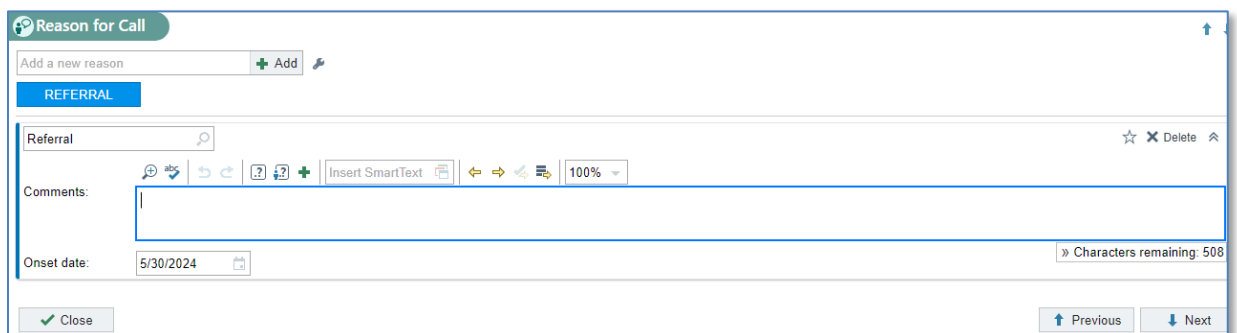 Reason for Call
Add a new reason
Add
REFERRAL
Referral
Delete
Insert SmartText
100%
Comments:
» Characters remaining: 508
Onset date:
5/30/2024
Close
Previous
Next